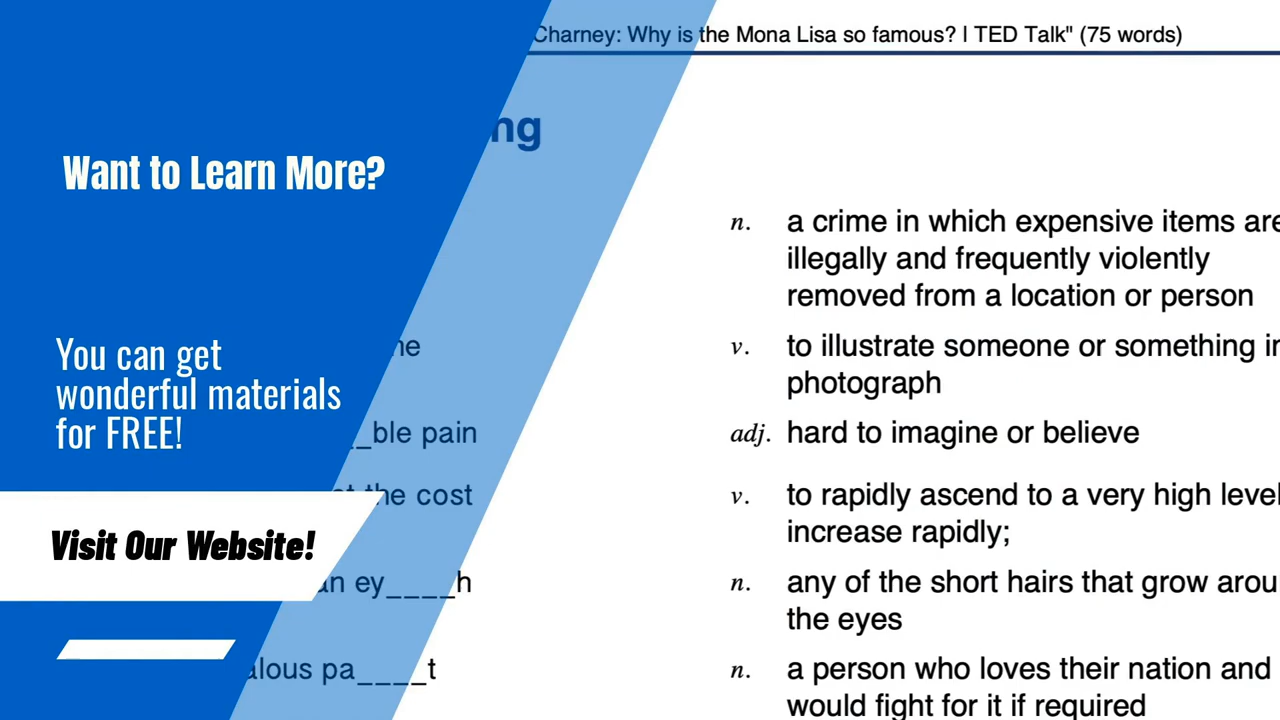 Charney: Why is the Mona Lisa so famous? | TED Talk" (75 words)
Want to Learn More?
You can get
wonderful materials
for FREE!
Visit Our Website!
ng
n. a crime in which expensive items are
illegally and frequently violently
removed from a location or person
ne
v. to illustrate someone or something in
photograph
_ble pain
adj. hard to imagine or believe
the cost
v. to rapidly ascend to a very high level
increase rapidly;
an ey____h
n. any of the short hairs that grow arou
the eyes
alous pa____t
n. a person who loves their nation and
would fight for it if required